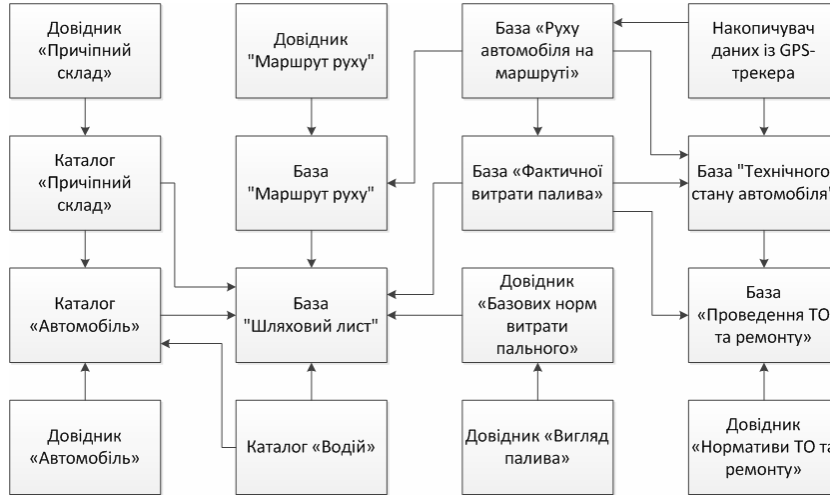 Довідник
«Причіпний
склад»
Довідник
"Маршрут руху"
База «Руху
автомобіля на
маршруті»
Накопичувач
даних із GPS-
трекера
Каталог
«Причіпний
склад»
База
"Маршрут руху"
База «Фактичної
витрати палива»
База "Технічного
стану автомобіля"
Каталог
«Автомобіль»
База
"Шляховий лист"
Довідник
«Базових норм
витрати
пального»
База
«Проведення ТО
та ремонту»
Довідник
«Автомобіль»
Каталог «Водій»
Довідник «Вигляд
палива»
Довідник
«Нормативи ТО та
ремонту»